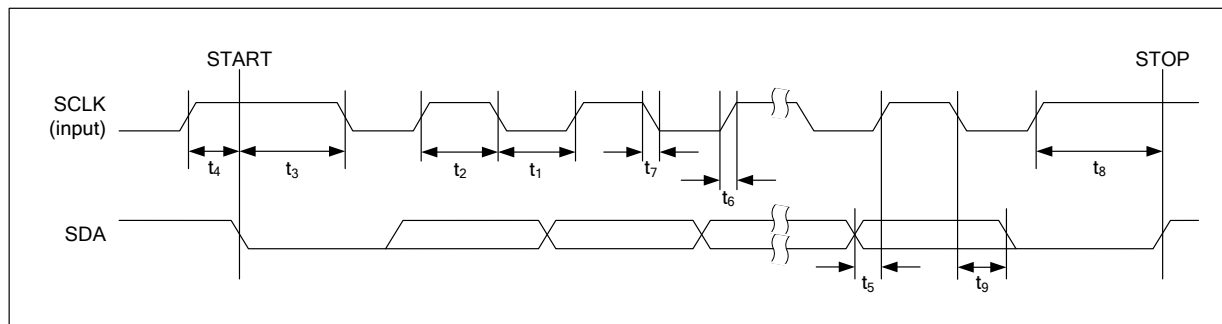 START
STOP
SCLK
(input)
t4
t3
t2
t1
t7
t6
t8
SDA
t5
t9